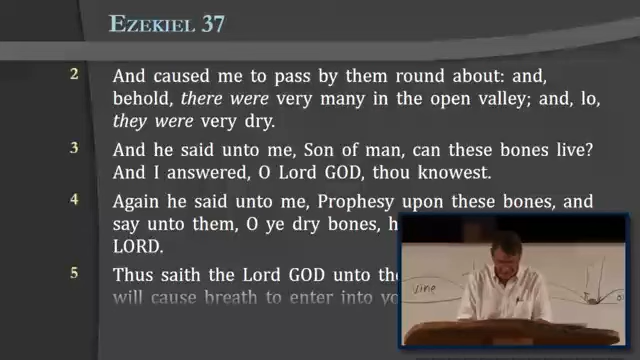 EZEKIEL 37
2 And caused me to pass by them round about: and,
behold, there were very many in the open valley; and, lo,
they were very dry.
3 And he said unto me, Son of man, can these bones live?
And I answered, O Lord GOD, thou knowest.
4 Again he said unto me, Prophesy upon these bones, and
say unto them, O ye dry bones, h
LORD.
5 Thus saith the Lord GOD unto the
will cause breath to enter into yo
vine